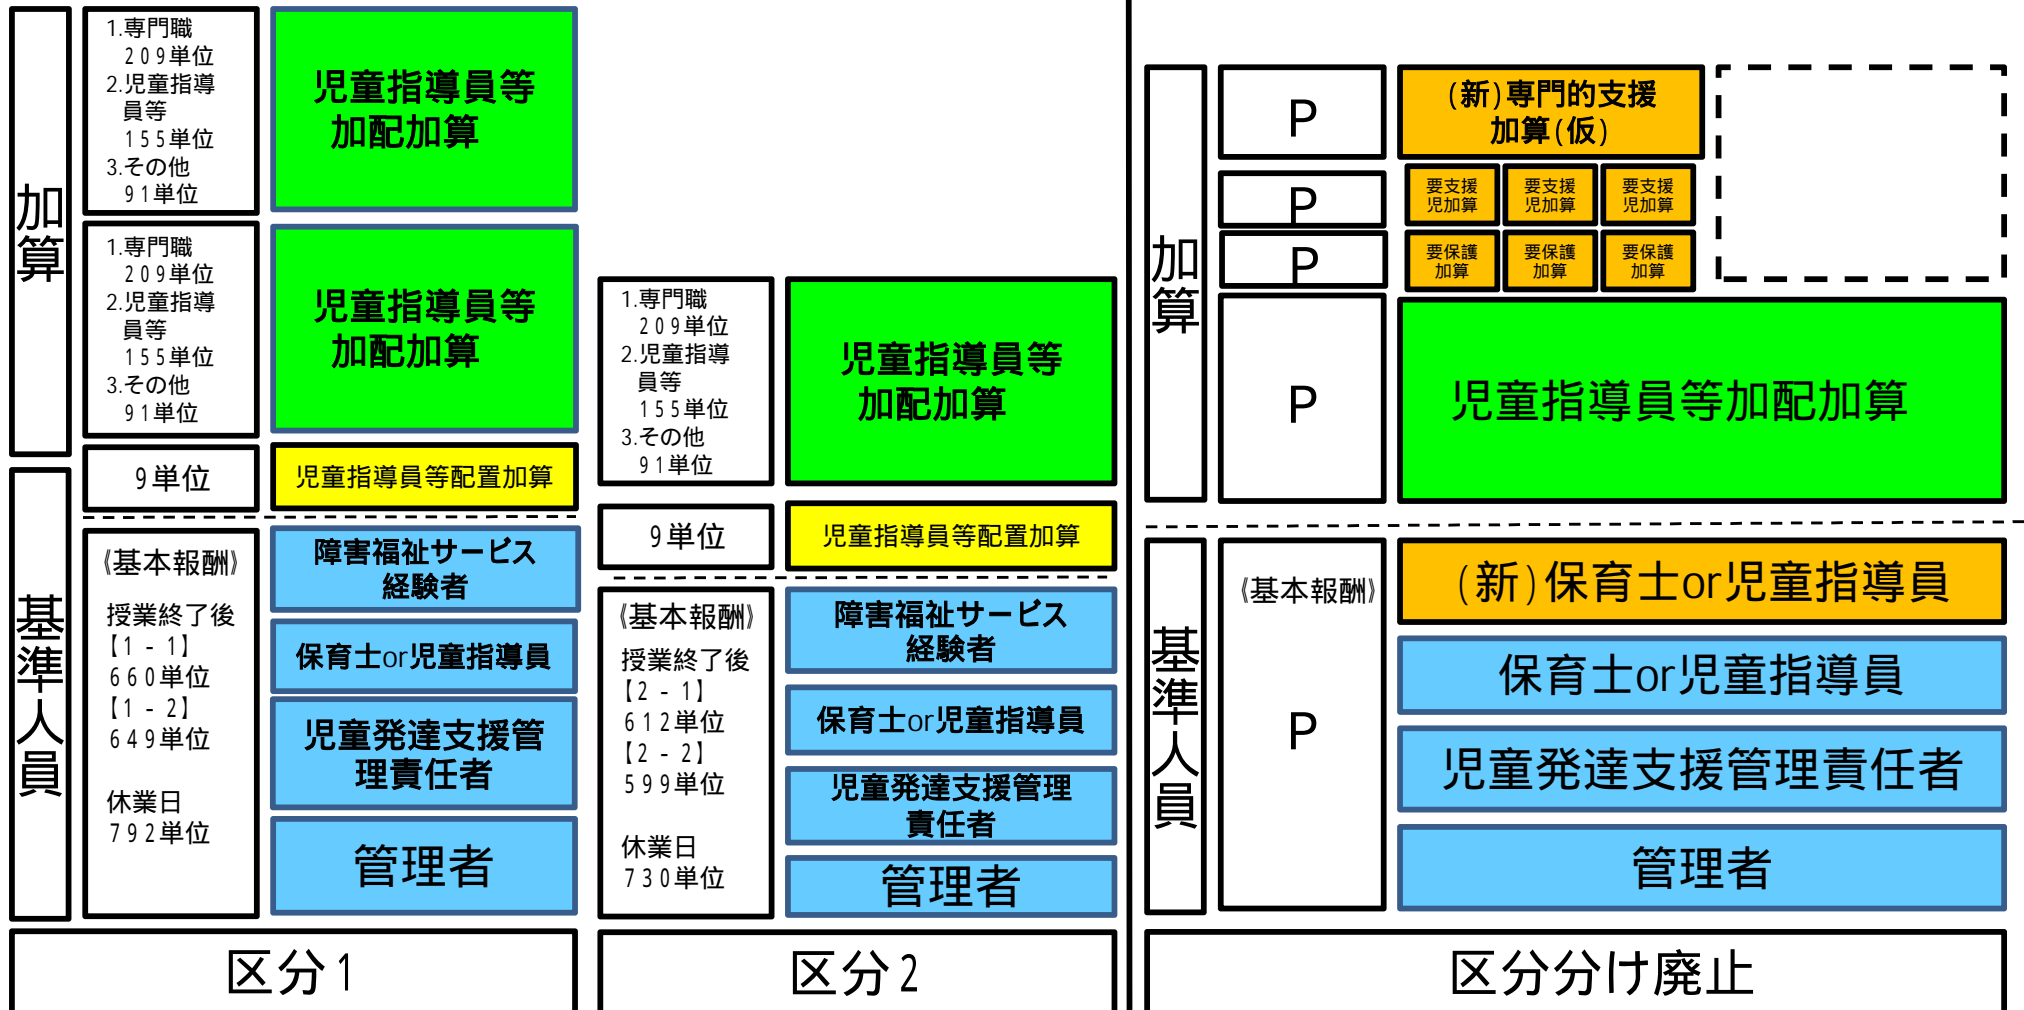 加算
1.専門職
209単位
2.児童指導
員等
155単位
3.その他
91単位
児童指導員等
加配加算
1.専門職
209単位
2.児童指導
員等
155単位
3.その他
91単位
児童指導員等
加配加算
基準人員
9単位
児童指導員等配置加算
《基本報酬》
授業終了後
【1-1】
660単位
【1-2】
649単位
休業日
792単位
障害福祉サービス
経験者
保育士or児童指導員
児童発達支援管
理責任者
管理者
区分1
1.専門職
209単位
2.児童指導
員等
155単位
3.その他
91単位
児童指導員等
加配加算
9単位
児童指導員等配置加算
《基本報酬》
授業終了後
【2-1】
612単位
【2-2】
599単位
休業日
730単位
障害福祉サービス
経験者
保育士or児童指導員
児童発達支援管理
責任者
管理者
区分2
加算
P
(新)専門的支援
加算(仮)
P
要支援
児加算
要支援
児加算
要支援
児加算
P
要保護
加算
要保護
加算
要保護
加算
P
児童指導員等加配加算
基準人員
《基本報酬》
P
(新)保育士or児童指導員
保育士or児童指導員
児童発達支援管理責任者
管理者
区分分け廃止